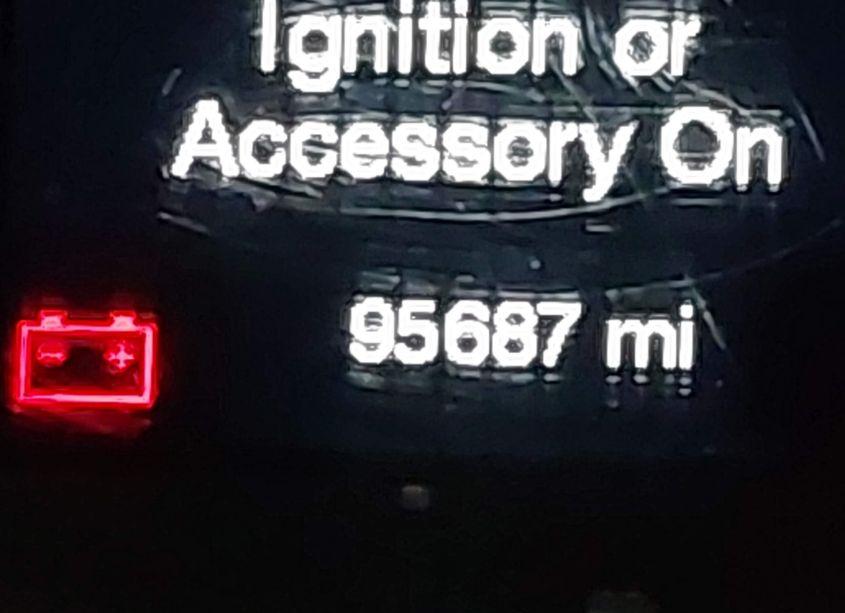 Ignition or
Accessory On
95687 mi